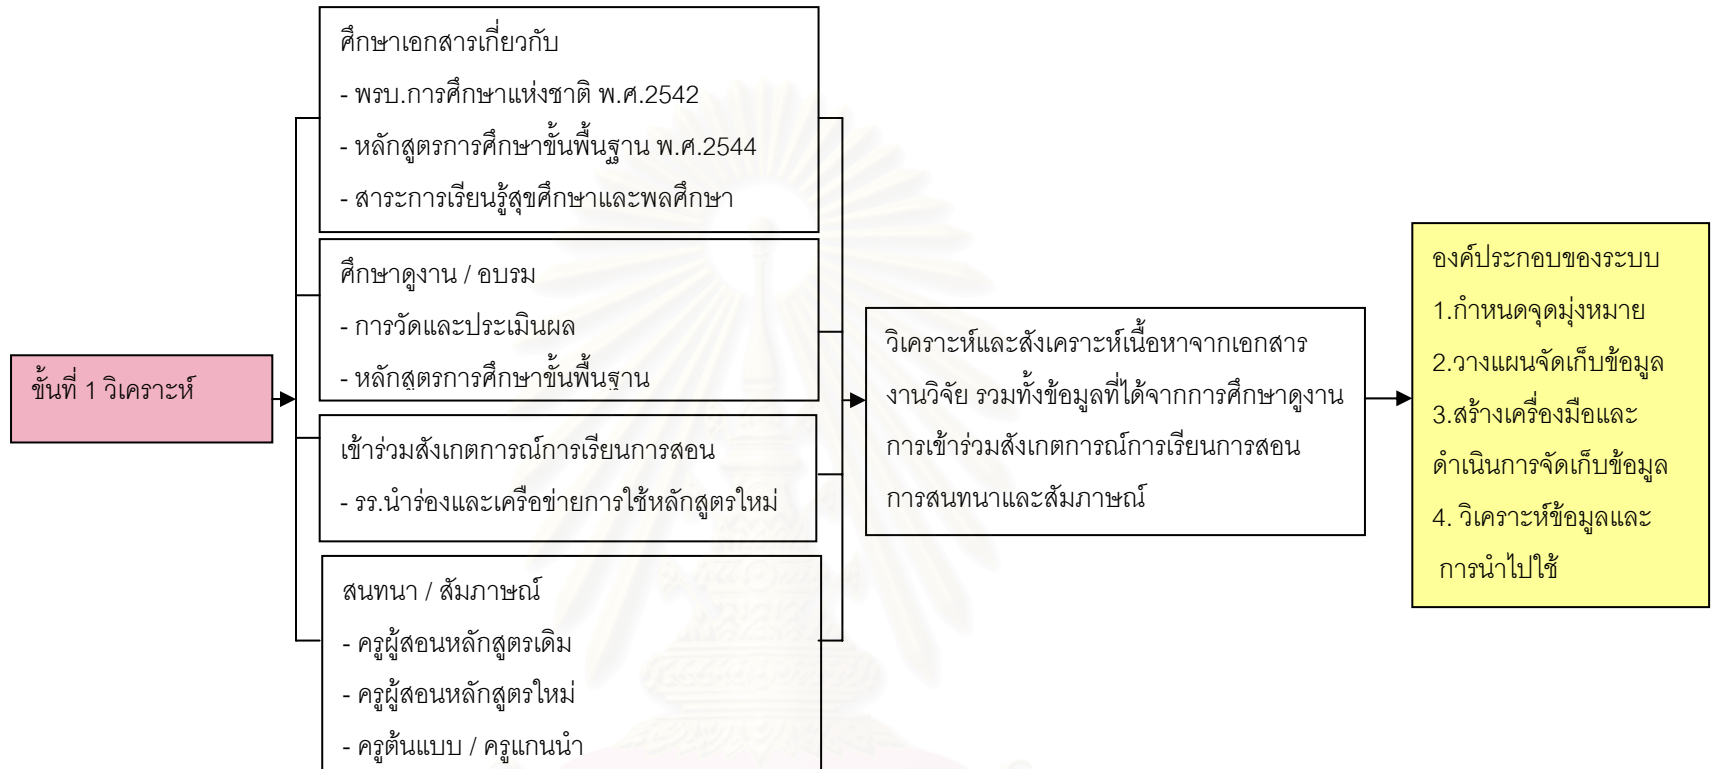 ขั้นที่ 1 วิเคราะห์
ศึกษาเอกสารเกี่ยวกับ
- พรบ.การศึกษาแห่งชาติ พ.ศ.2542
- หลักสูตรการศึกษาขั้นพื้นฐาน พ.ศ.2544
- สาระการเรียนรู้สุขศึกษาและพลศึกษา
ศึกษาดูงาน / อบรม
- การวัดและประเมินผล
- หลักสูตรการศึกษาขั้นพื้นฐาน
เข้าร่วมสังเกตการณ์การเรียนการสอน
- รร.นำร่องและเครือข่ายการใช้หลักสูตรใหม่
สนทนา / สัมภาษณ์
- ครูผู้สอนหลักสูตรเดิม
- ครูผู้สอนหลักสูตรใหม่
- ครูต้นแบบ / ครูแกนนำ
วิเคราะห์และสังเคราะห์เนื้อหาจากเอกสาร
งานวิจัย รวมทั้งข้อมูลที่ได้จากการศึกษาดูงาน
การเข้าร่วมสังเกตการณ์การเรียนการสอน
การสนทนาและสัมภาษณ์
องค์ประกอบของระบบ
1.กำหนดจุดมุ่งหมาย
2.วางแผนจัดเก็บข้อมูล
3.สร้างเครื่องมือและ
ดำเนินการจัดเก็บข้อมูล
4. วิเคราะห์ข้อมูลและ
การนำไปใช้